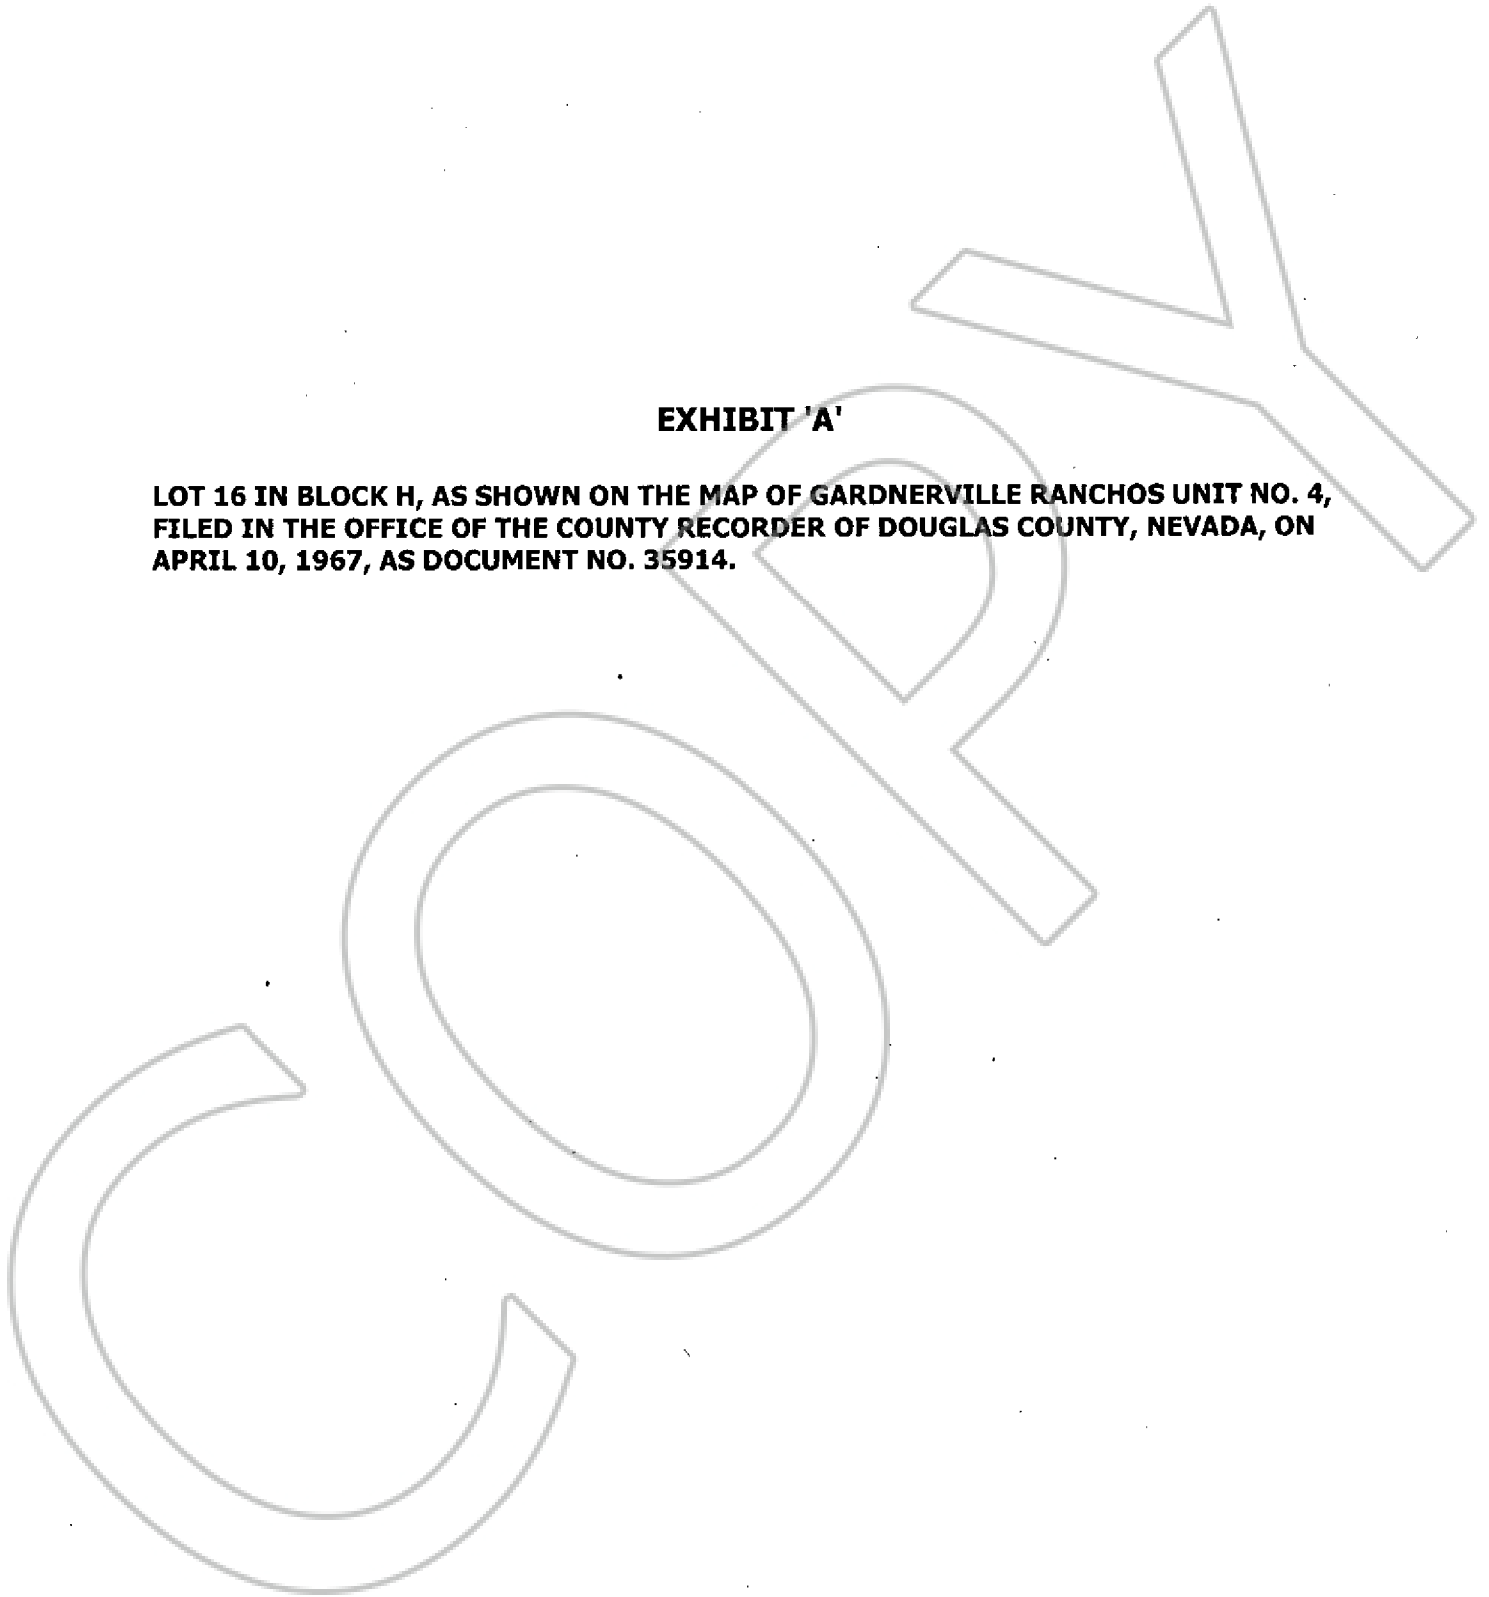 EXHIBIT 'A'
LOT 16 IN BLOCK H, AS SHOWN ON THE MAP OF GARDNERVILLE RANCHOS UNIT NO. 4,
FILED IN THE OFFICE OF THE COUNTY RECORDER OF DOUGLAS COUNTY, NEVADA, ON
APRIL 10, 1967, AS DOCUMENT NO. 35914.
COPY